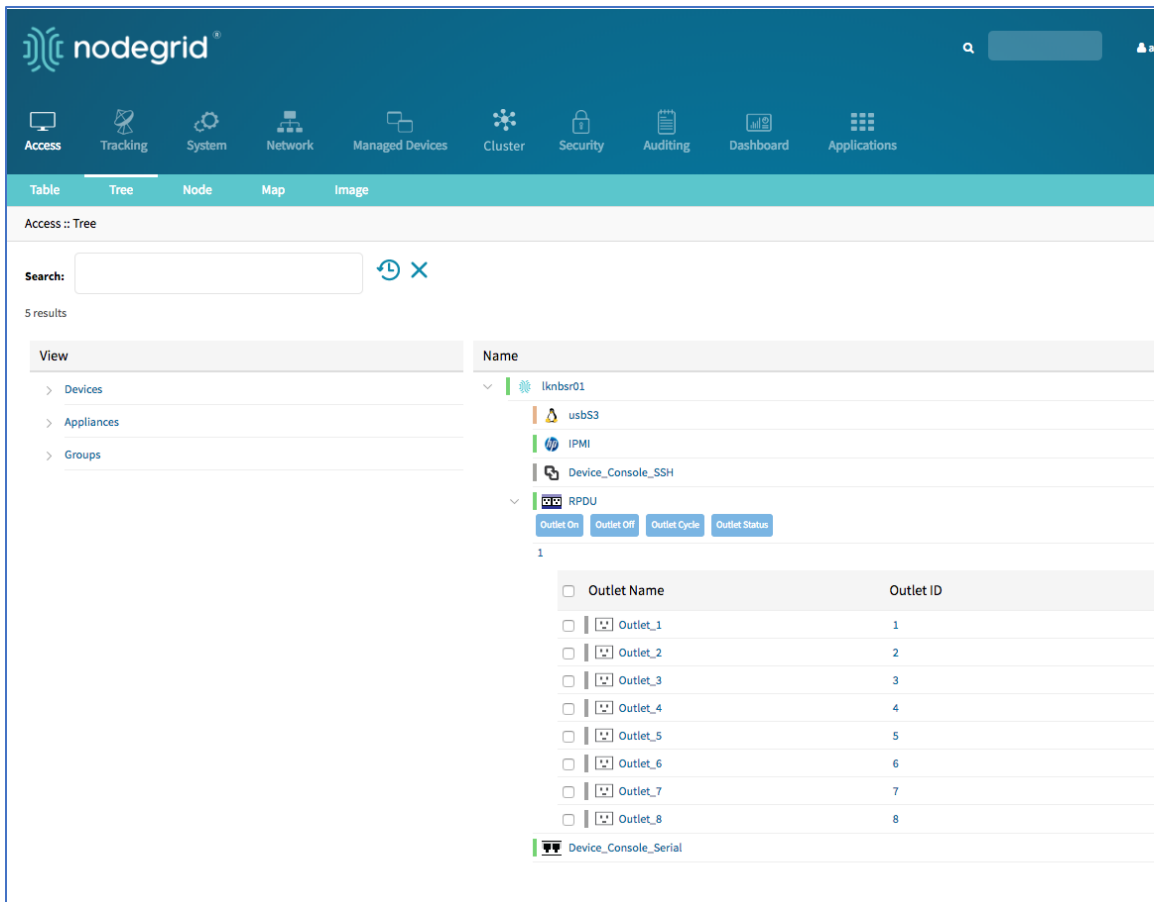 nodegrid®
a
Access Tracking System Network Managed Devices Cluster Security Auditing Dashboard Applications
Table Tree Node Map Image
Access :: Tree
Search:
5 results
View
Devices
Appliances
Groups
Name
lknbsr01
usbS3
IPMI
Device_Console_SSH
RPDU
Outlet On Outlet Off Outlet Cycle Outlet Status
1
Outlet Name Outlet ID
Outlet_1 1
Outlet_2 2
Outlet_3 3
Outlet_4 4
Outlet_5 5
Outlet_6 6
Outlet_7 7
Outlet_8 8
Device_Console_Serial